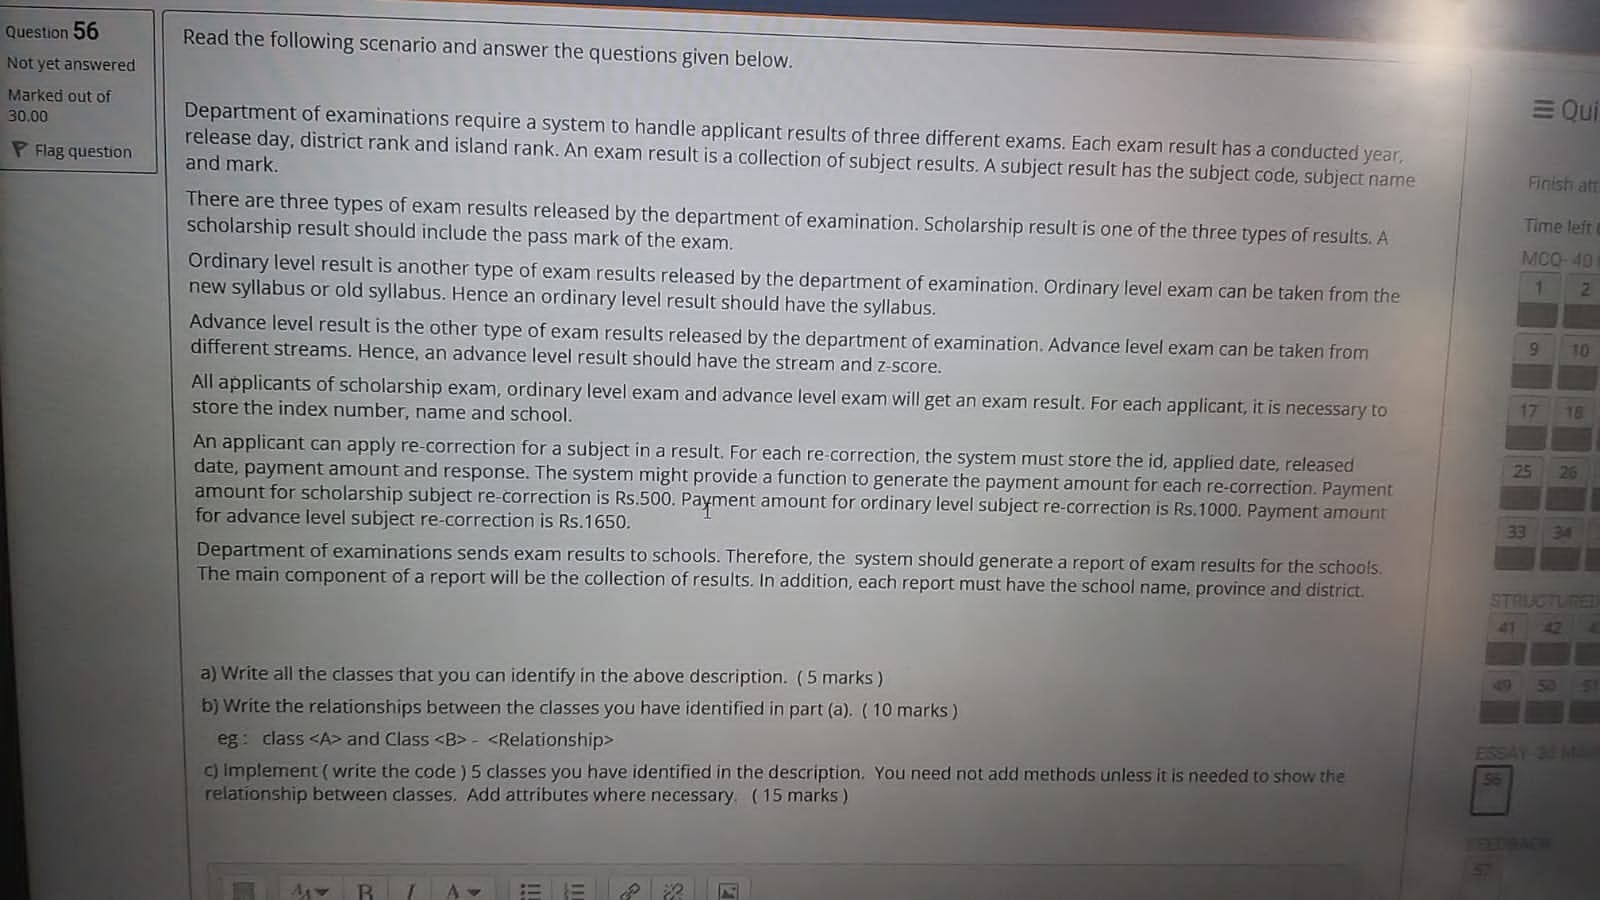 Question 56
Not yet answered
Marked out of
30.00
Flag question
Read the following scenario and answer the questions given below.
Department of examinations require a system to handle applicant results of three different exams. Each exam result has a conducted year,
release day, district rank and island rank. An exam result is a collection of subject results. A subject result has the subject code, subject name
and mark.
There are three types of exam results released by the department of examination. Scholarship result is one of the three types of results. A
scholarship result should include the pass mark of the exam.
Ordinary level result is another type of exam results released by the department of examination. Ordinary level exam can be taken from the
new syllabus or old syllabus. Hence an ordinary level result should have the syllabus.
Advance level result is the other type of exam results released by the department of examination. Advance level exam can be taken from
different streams. Hence, an advance level result should have the stream and z-score.
All applicants of scholarship exam, ordinary level exam and advance level exam will get an exam result. For each applicant, it is necessary to
store the index number, name and school.
An applicant can apply re-correction for a subject in a result. For each re-correction, the system must store the id, applied date, released
date, payment amount and response. The system might provide a function to generate the payment amount for each re-correction. Payment
amount for scholarship subject re-correction is Rs.500. Payment amount for ordinary level subject re-correction is Rs.1000. Payment amount
for advance level subject re-correction is Rs.1650.
Department of examinations sends exam results to schools. Therefore, the system should generate a report of exam results for the schools.
The main component of a report will be the collection of results. In addition, each report must have the school name, province and district.
a) Write all the classes that you can identify in the above description. ( 5 marks )
b) Write the relationships between the classes you have identified in part (a). ( 10 marks )
eg : class <A> and Class <B> - <Relationship>
c) Implement ( write the code ) 5 classes you have identified in the description. You need not add methods unless it is needed to show the
relationship between classes. Add attributes where necessary. ( 15 marks )
B I A
Qui
Finish att
Time left
MCQ- 40
1 2
9 10
17 18
25 26
33 34
STRUCTURED
41 42
49 50 51
ESSAY- 30
56
FEEDBACK
57